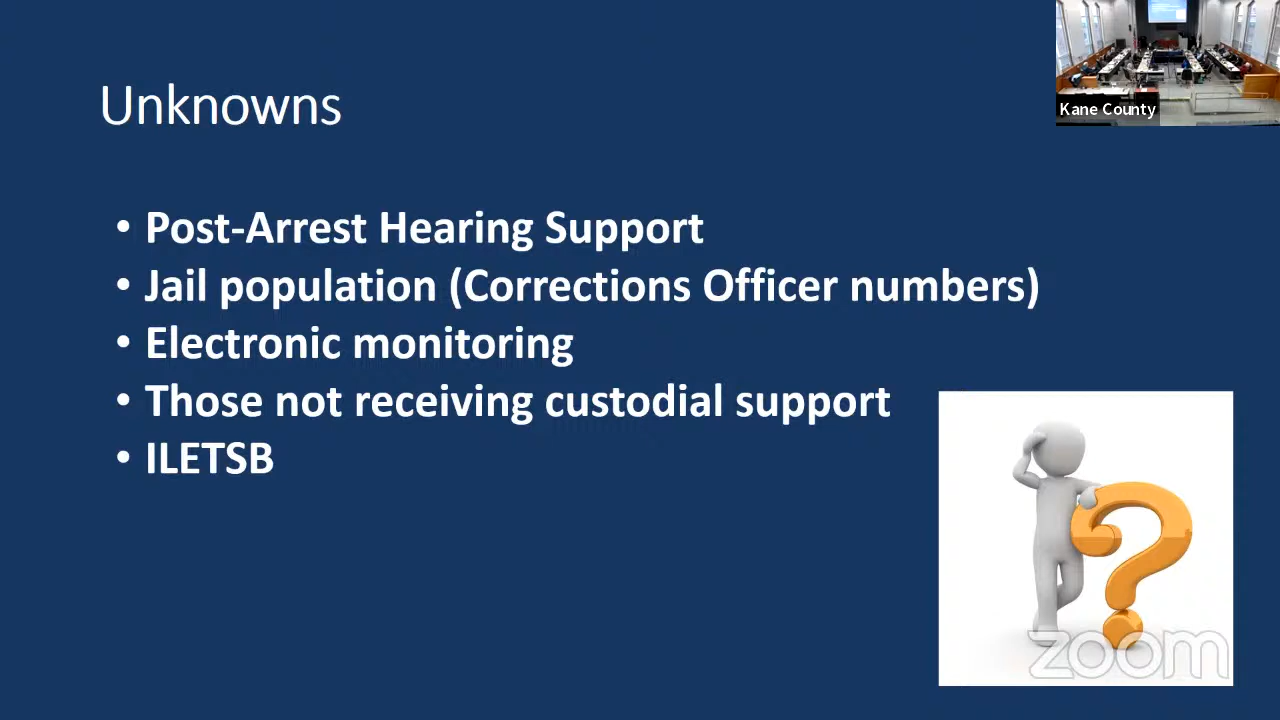 Unknowns
Kane County
• Post-Arrest Hearing Support
• Jail population (Corrections Officer numbers)
• Electronic monitoring
• Those not receiving custodial support
• ILETSB
?
zoom